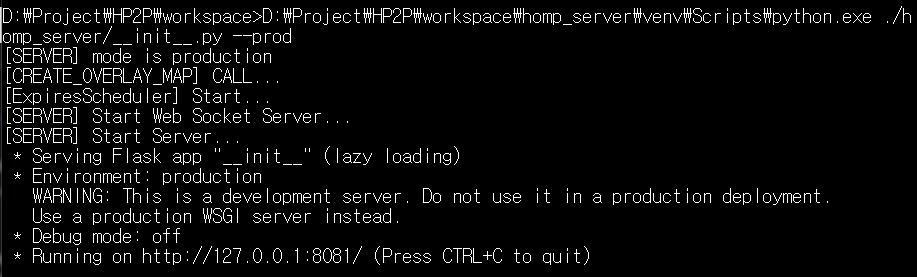 D:₩Project₩HP2P₩workspace>D:₩Project₩HP2P₩workspace₩homp_server₩venv₩Scripts₩python.exe ./h
omp_server/__init__.py --prod
[SERVER] mode is production
[CREATE_OVERLAY_MAP] CALL...
[ExpiresScheduler] Start...
[SERVER] Start Web Socket Server...
[SERVER] Start Server...
 * Serving Flask app "__init__" (lazy loading)
 * Environment: production
   WARNING: This is a development server. Do not use it in a production deployment.
   Use a production WSGI server instead.
 * Debug mode: off
 * Running on http://127.0.0.1:8081/ (Press CTRL+C to quit)